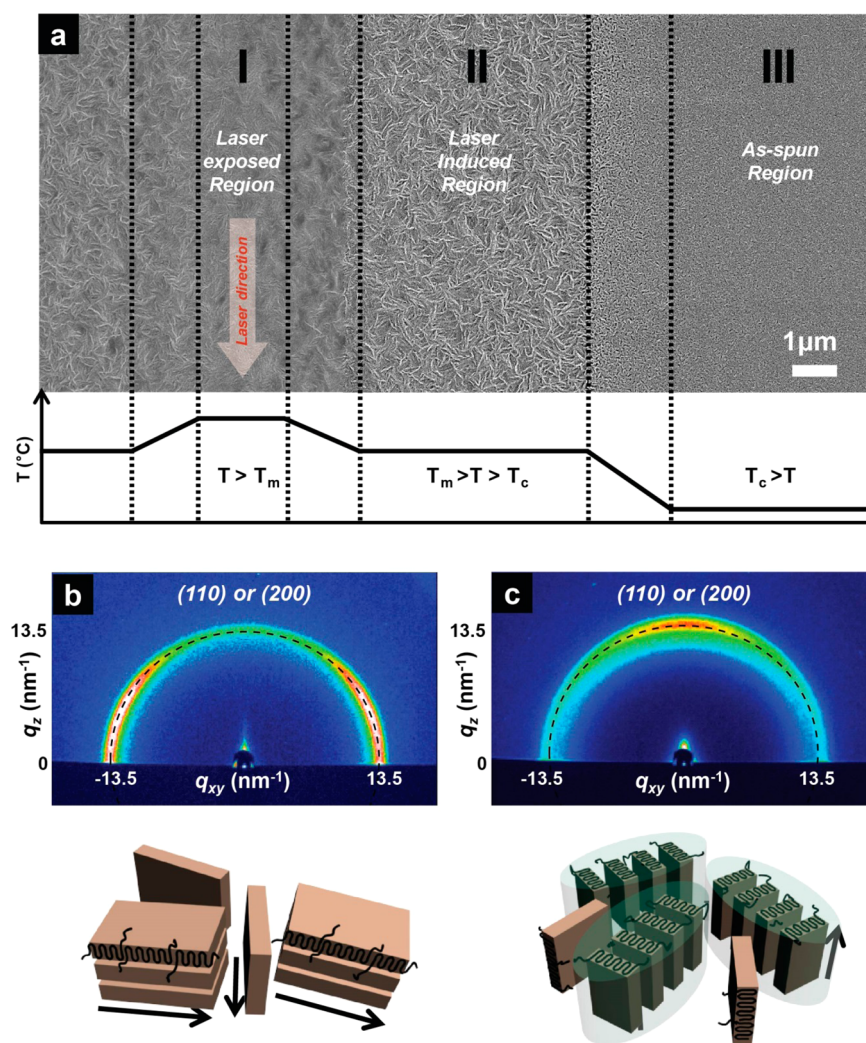 a
I
II
III
Laser
exposed
Region
Laser
Induced
Region
As-spun
Region
Laser direction
1μm
T (°C)
T > Tm
Tm >T > Tc
Tc >T
b
(110) or (200)
13.5
qz (nm-1)
0
-13.5
qxy (nm-1)
13.5
c
(110) or (200)
13.5
qz (nm-1)
0
-13.5
qxy (nm-1)
13.5